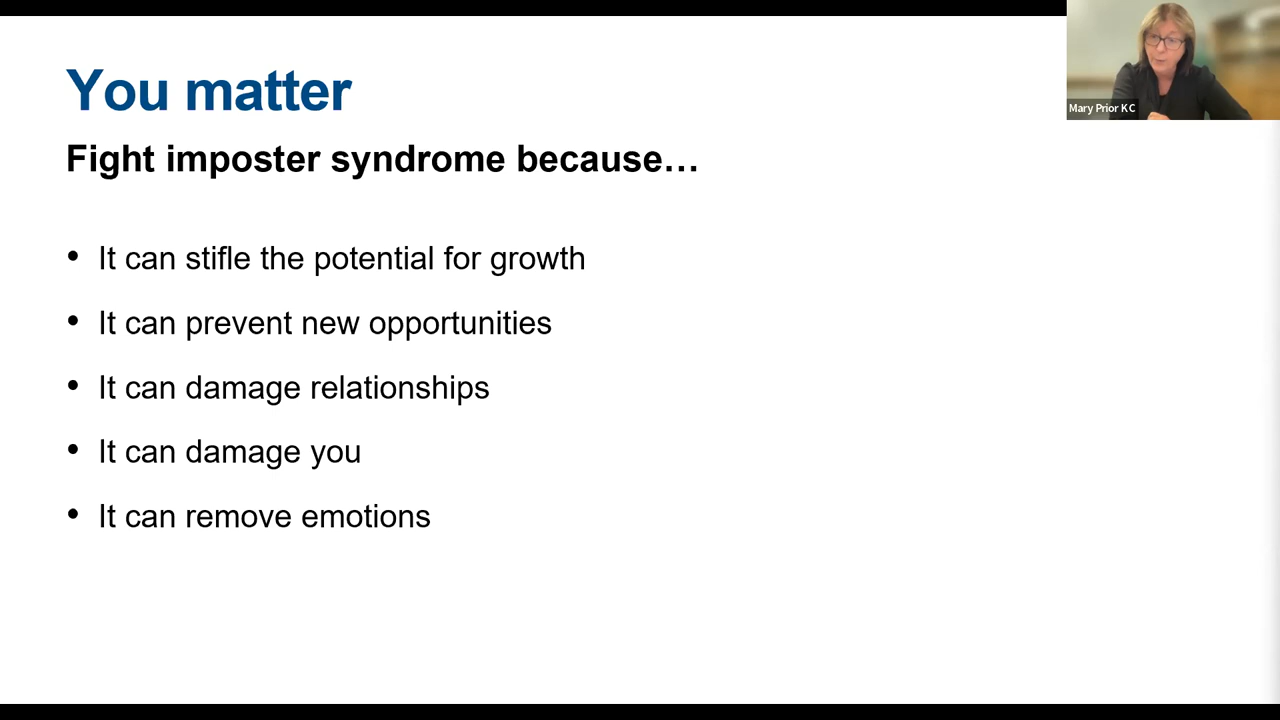 You matter
Fight imposter syndrome because…
• It can stifle the potential for growth
• It can prevent new opportunities
• It can damage relationships
• It can damage you
• It can remove emotions
Mary Prior KC